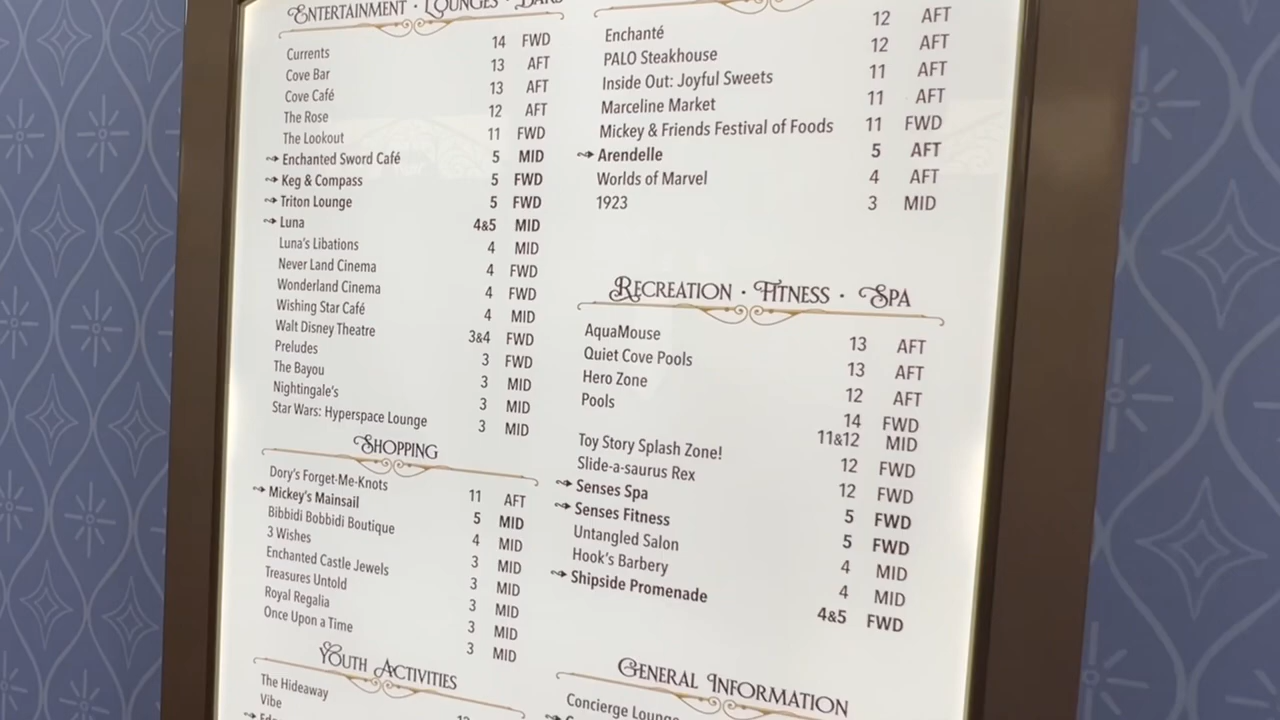 ENTERTAINMENT · LOUNGES · BARS
Currents 14 FWD
Cove Bar 13 AFT
Cove Café 13 AFT
The Rose 12 AFT
The Lookout 11 FWD
Enchanted Sword Café 5 MID
Keg & Compass 5 FWD
Triton Lounge 5 FWD
Luna 4&5 MID
Luna's Libations 4 MID
Never Land Cinema 4 FWD
Wonderland Cinema 4 FWD
Wishing Star Café 4 MID
Walt Disney Theatre 3&4 FWD
Preludes 3 FWD
The Bayou 3 MID
Nightingale's 3 MID
Star Wars: Hyperspace Lounge 3 MID
SHOPPING
Dory's Forget-Me-Knots 11 AFT
Mickey's Mainsail 5 MID
Bibbidi Bobbidi Boutique 4 MID
3 Wishes 3 MID
Enchanted Castle Jewels 3 MID
Treasures Untold 3 MID
Royal Regalia 3 MID
Once Upon a Time 3 MID
YOUTH ACTIVITIES
The Hideaway
Vibe
Enchanté 12 AFT
PALO Steakhouse 12 AFT
Inside Out: Joyful Sweets 11 AFT
Marceline Market 11 AFT
Mickey & Friends Festival of Foods 11 FWD
Arendelle 5 AFT
Worlds of Marvel 4 AFT
1923 3 MID
RECREATION · FITNESS · SPA
AquaMouse 13 AFT
Quiet Cove Pools 13 AFT
Hero Zone 12 AFT
Pools 14 FWD
11&12 MID
Toy Story Splash Zone! 12 FWD
Slide-a-saurus Rex 12 FWD
Senses Spa 5 FWD
Senses Fitness 5 FWD
Untangled Salon 4 MID
Hook's Barbery 4 MID
Shipside Promenade 4&5 FWD
GENERAL INFORMATION
Concierge Lounge